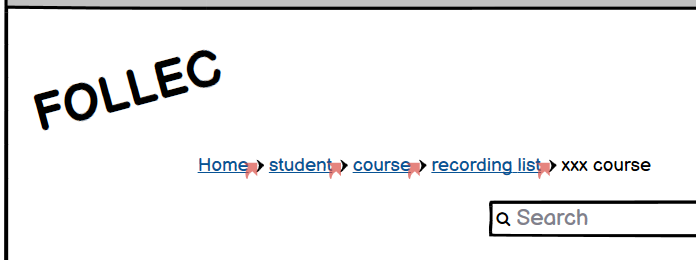 FOLLEC
Home > student > course > recording list > xxx course
Search